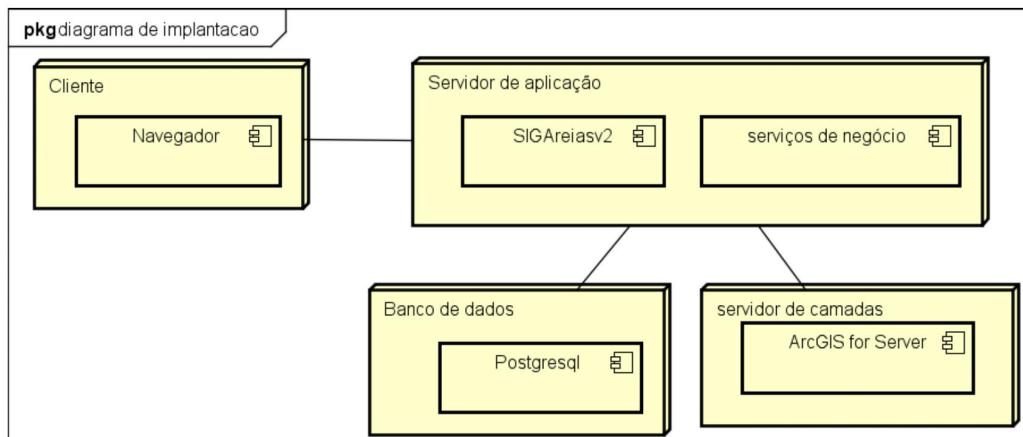 pkg diagrama de implantacao
Cliente
Navegador
Servidor de aplicação
SIGAreiasv2
serviços de negócio
Banco de dados
Postgresql
servidor de camadas
ArcGIS for Server